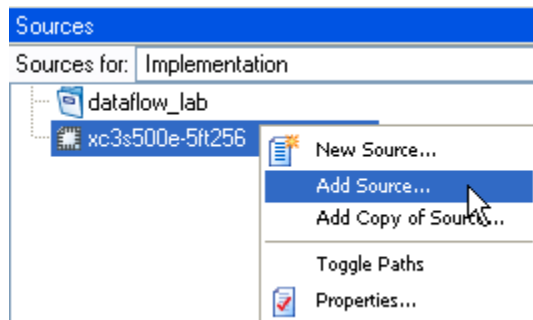 Sources
Sources for: Implementation
dataflow_lab
xc3s500e-5ft256
New Source...
Add Source...
Add Copy of Source...
Toggle Paths
Properties...